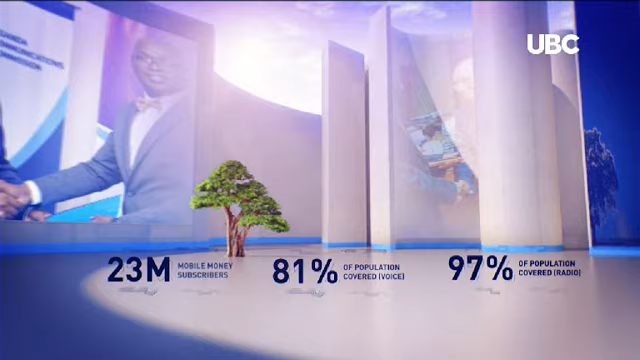 UBC
23M MOBILE MONEY
SUBSCRIBERS
81% OF POPULATION
COVERED (VOICE)
97% OF POPULATION
COVERED (RADIO)